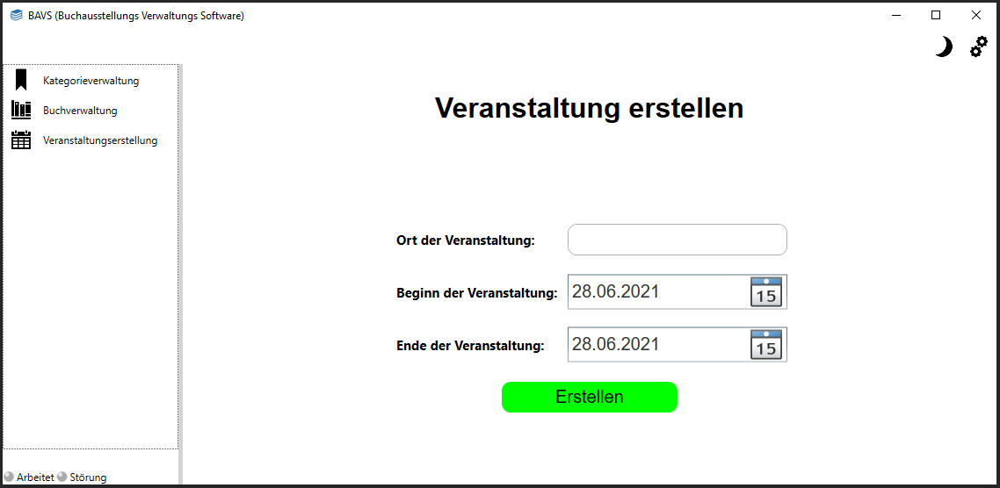 BAVS (Buchausstellungs Verwaltungs Software)
Kategorieverwaltung
Buchverwaltung
Veranstaltungserstellung
Veranstaltung erstellen
Ort der Veranstaltung:
Beginn der Veranstaltung: 28.06.2021 15
Ende der Veranstaltung: 28.06.2021 15
Erstellen
Arbeitet Störung